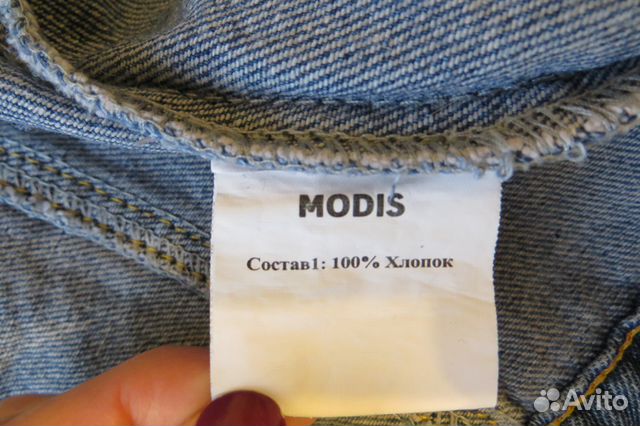 MODIS
Состав1: 100% Хлопок
Avito